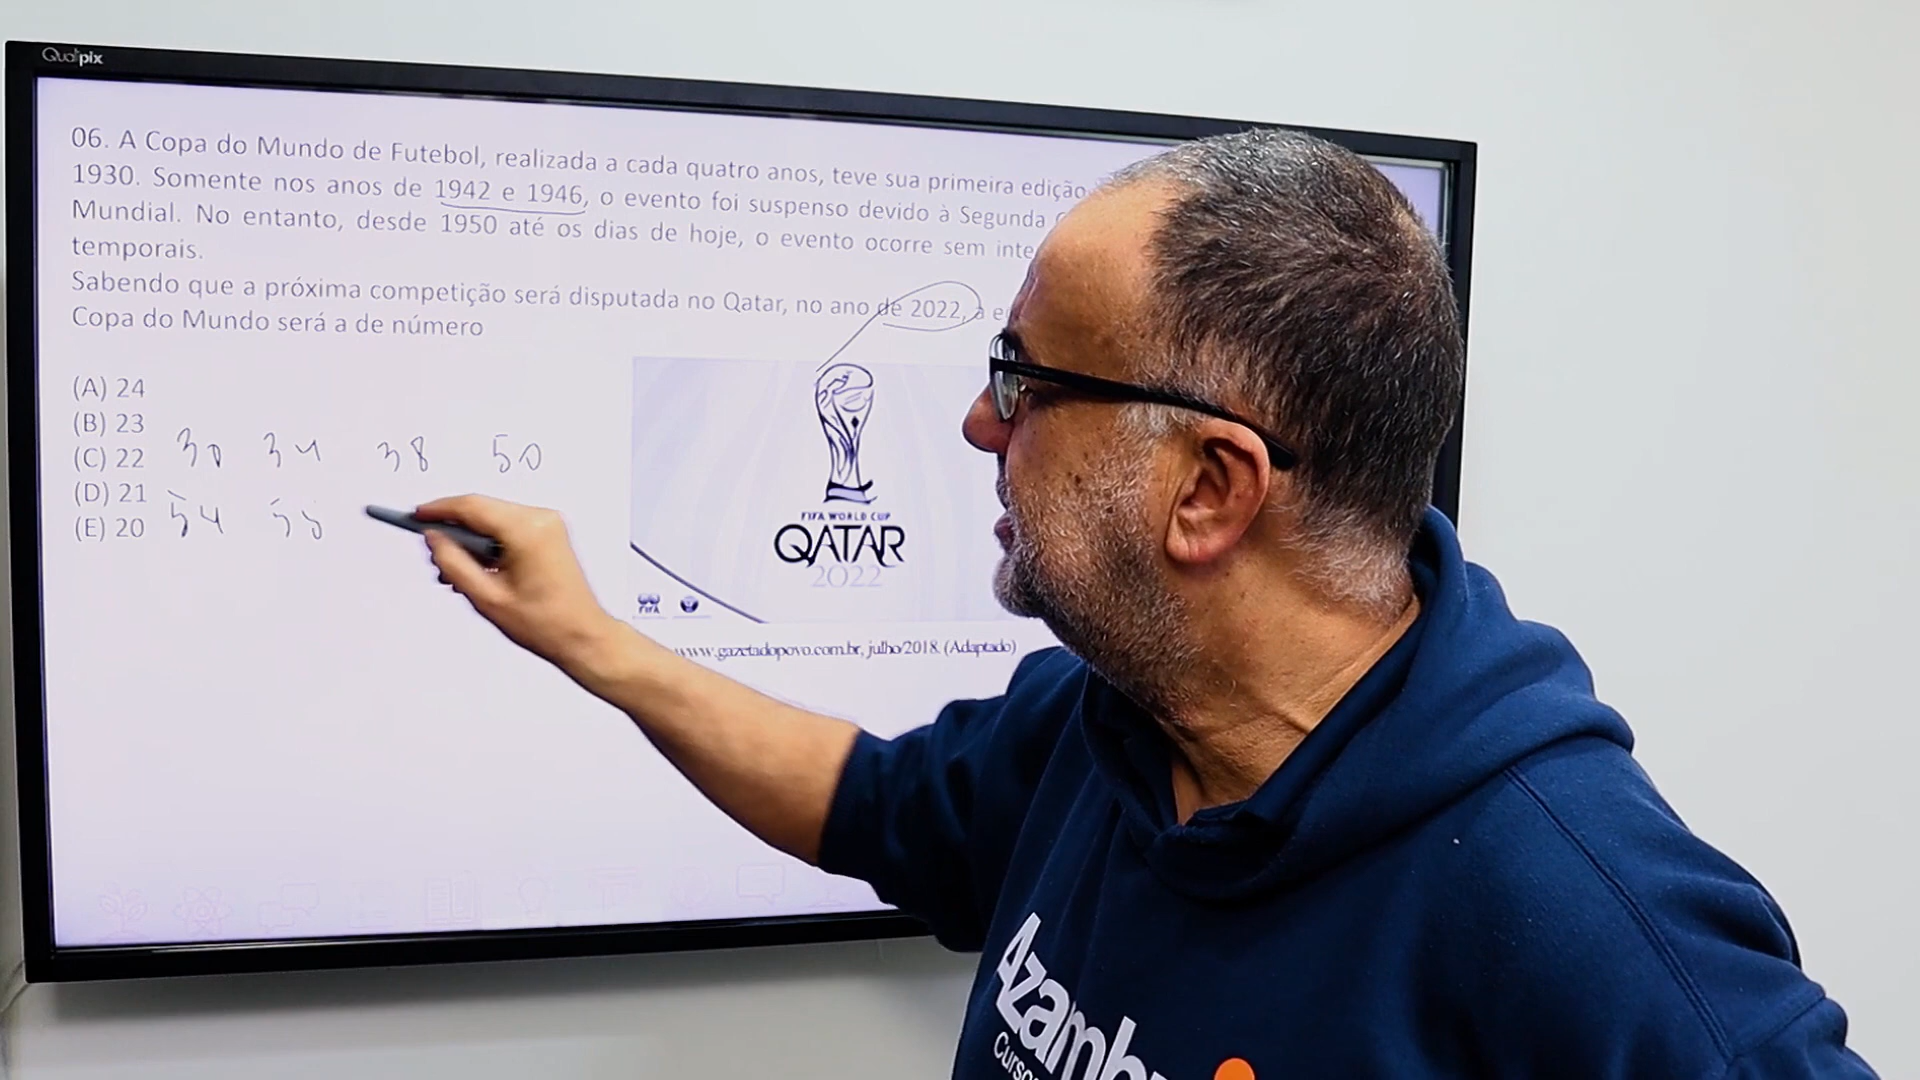 Qualipix
06. A Copa do Mundo de Futebol, realizada a cada quatro anos, teve sua primeira edição
1930. Somente nos anos de 1942 e 1946, o evento foi suspenso devido à Segunda
Mundial. No entanto, desde 1950 até os dias de hoje, o evento ocorre sem inte
temporais.
Sabendo que a próxima competição será disputada no Qatar, no ano de 2022, a e
Copa do Mundo será a de número
(A) 24
(B) 23
(C) 22
(D) 21
(E) 20
30 34 38 50
54 58
FIFA WORLD CUP
QATAR
2022
FIFA
www.gazetadopovo.com.br, julho/2018. (Adaptado)
Azamb
Curso